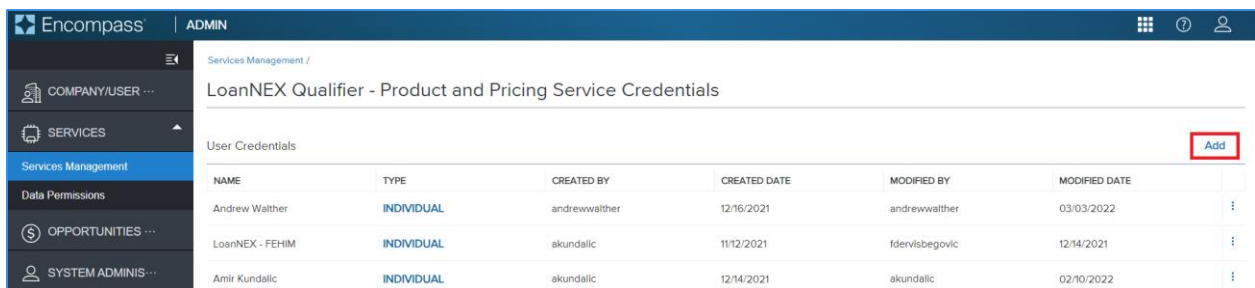 Encompass | ADMIN
Services Management /
COMPANY/USER ···
LoanNEX Qualifier - Product and Pricing Service Credentials
SERVICES
User Credentials
Add
Services Management
NAME TYPE CREATED BY CREATED DATE MODIFIED BY MODIFIED DATE
Data Permissions
Andrew Walther INDIVIDUAL andrewwalther 12/16/2021 andrewwalther 03/03/2022
OPPORTUNITIES ···
LoanNEX - FEHIM INDIVIDUAL akundalic 11/12/2021 fdervisbegovic 12/14/2021
SYSTEM ADMINIS···
Amir Kundalic INDIVIDUAL akundalic 12/14/2021 akundalic 02/10/2022